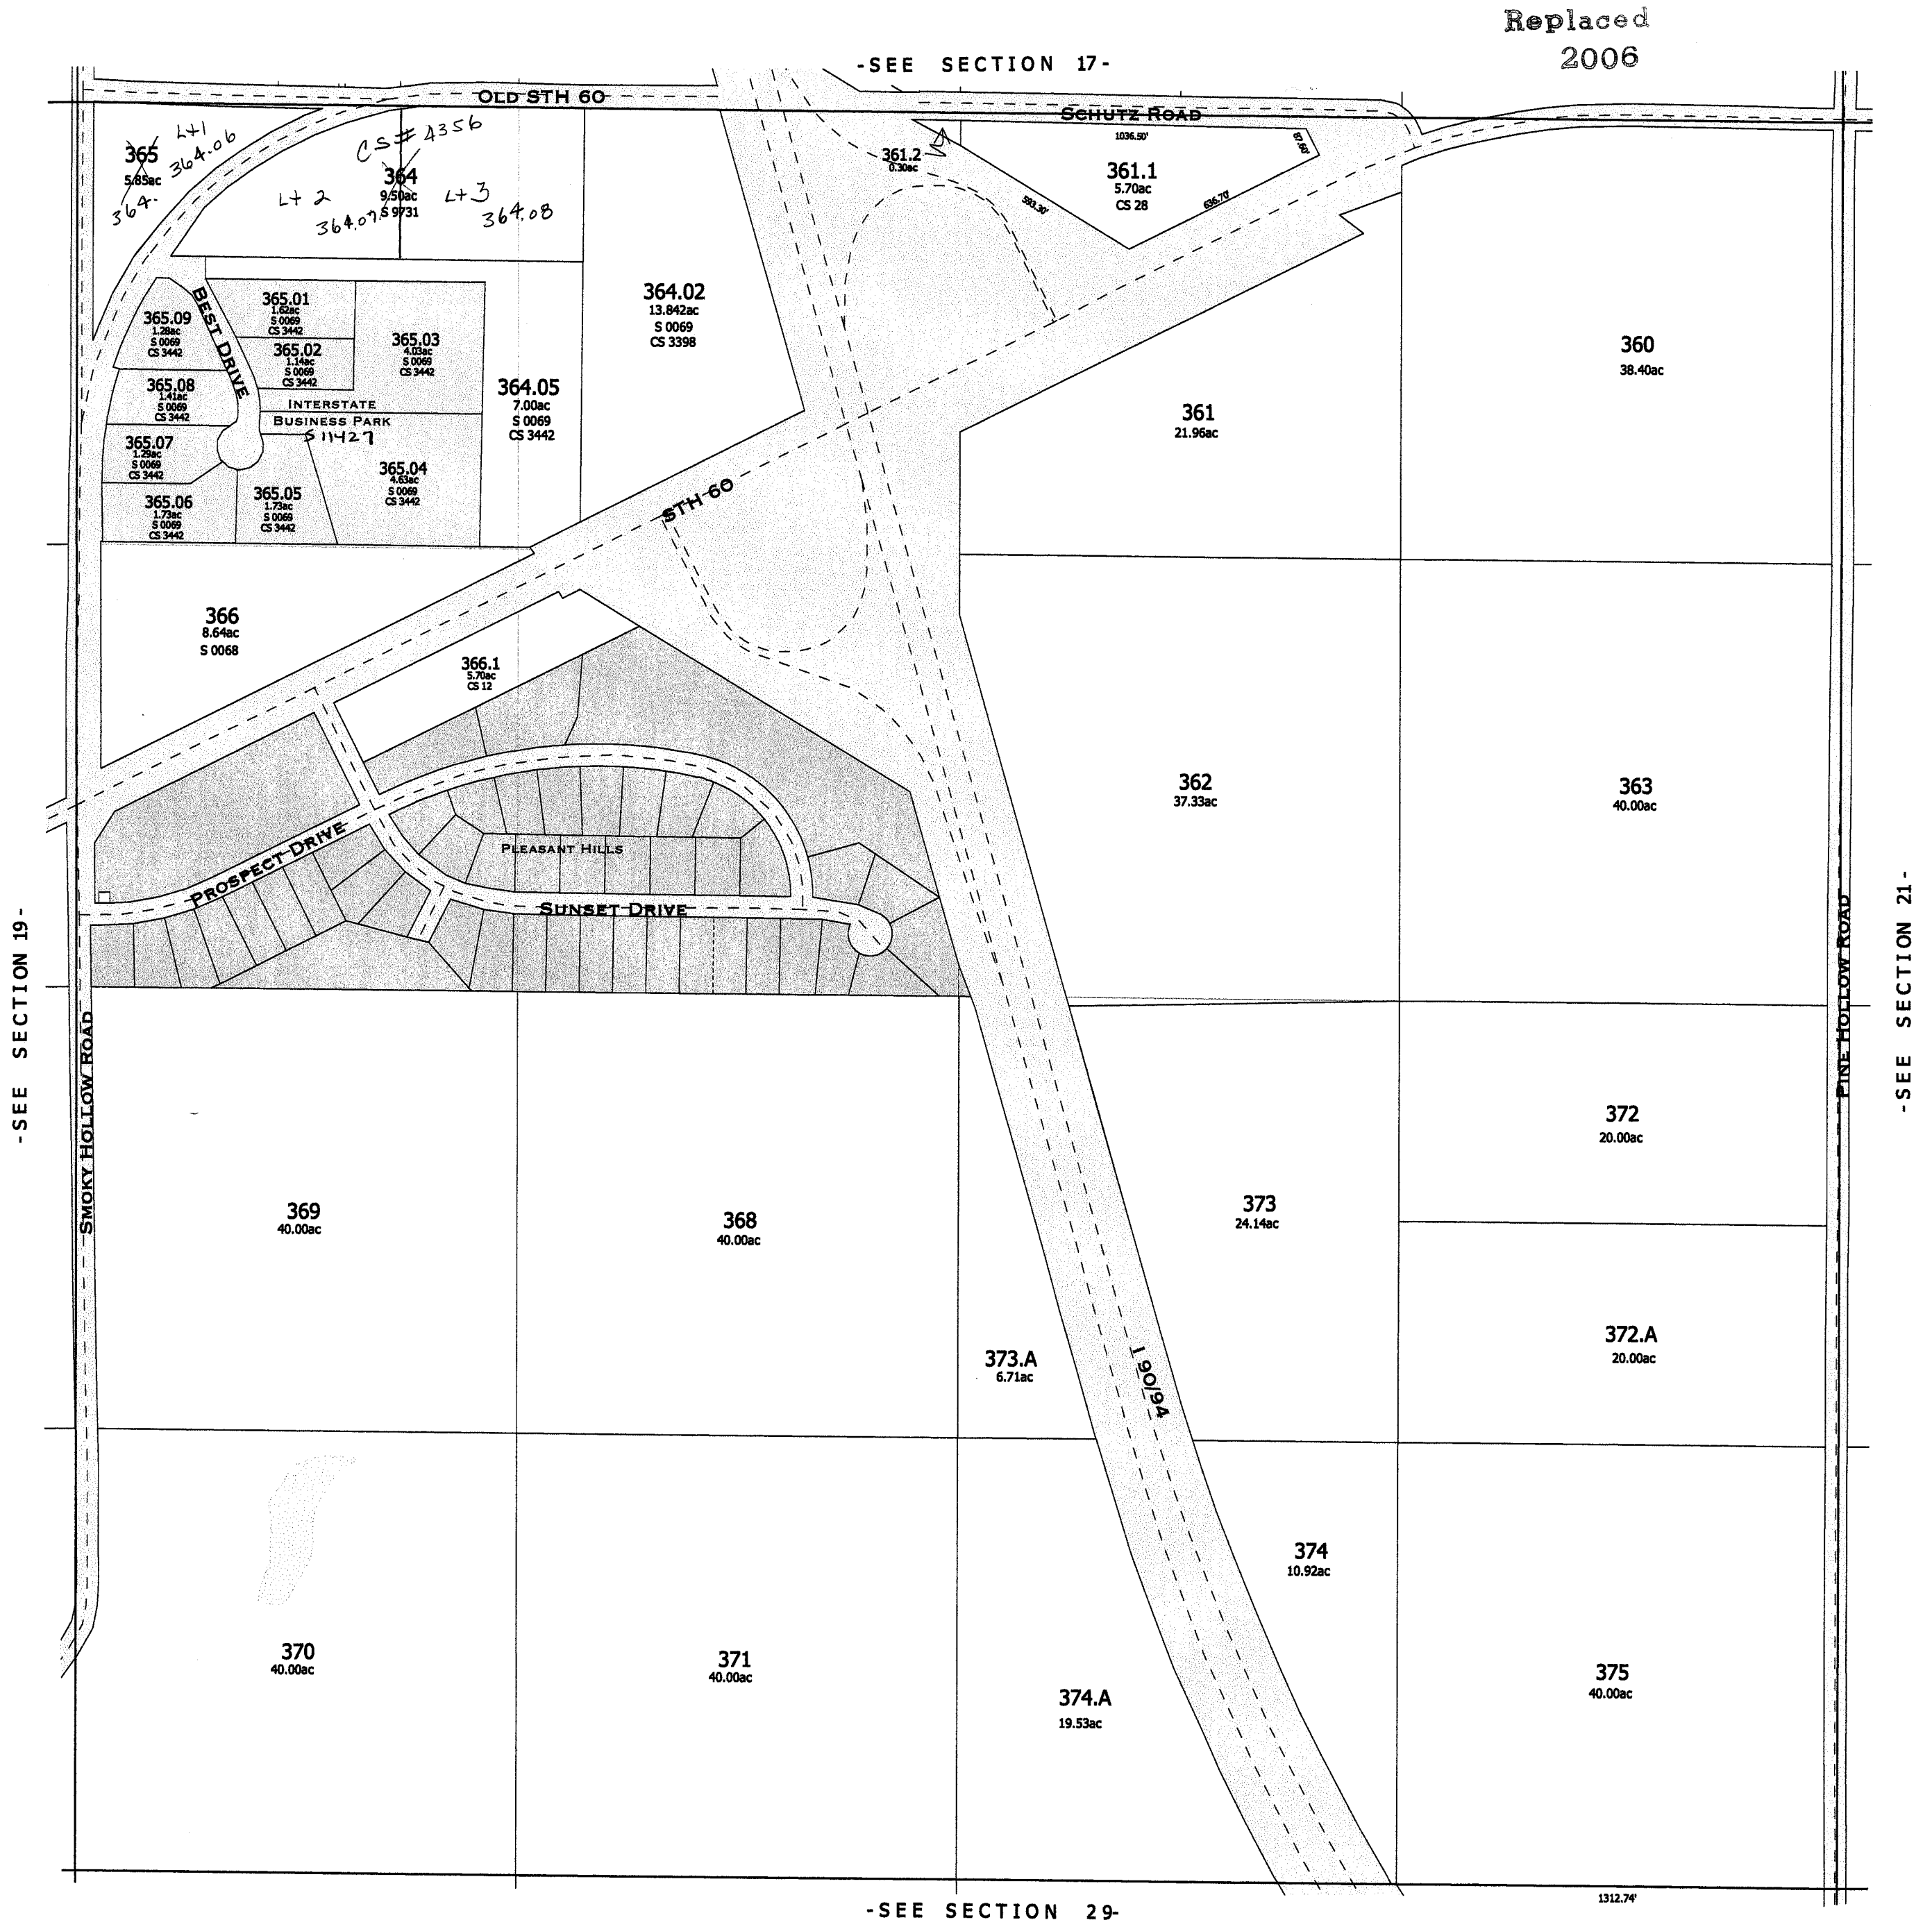 Replaced
2006
-SEE SECTION 17-
OLD STH 60
SCHUTZ ROAD
1036.50'
87.60'
593.30'
636.70'
365
5.85ac
Lt1
364.06
364.
CS# 4356
364
9.50ac
S 9731
Lt 2
364.07
Lt 3
364.08
361.2
0.30ac
361.1
5.70ac
CS 28
BEST DRIVE
365.01
1.62ac
S 0069
CS 3442
365.09
1.28ac
S 0069
CS 3442
365.02
1.14ac
S 0069
CS 3442
365.03
4.03ac
S 0069
CS 3442
364.02
13.842ac
S 0069
CS 3398
360
38.40ac
365.08
1.41ac
S 0069
CS 3442
364.05
7.00ac
S 0069
CS 3442
INTERSTATE
BUSINESS PARK
S 11427
361
21.96ac
365.07
1.29ac
S 0069
CS 3442
365.04
4.63ac
S 0069
CS 3442
365.06
1.73ac
S 0069
CS 3442
365.05
1.73ac
S 0069
CS 3442
STH 60
366
8.64ac
S 0068
366.1
5.70ac
CS 12
362
37.33ac
363
40.00ac
PROSPECT DRIVE
PLEASANT HILLS
SUNSET DRIVE
-SEE SECTION 19-
SMOKY HOLLOW ROAD
PINE HOLLOW ROAD
-SEE SECTION 21-
372
20.00ac
369
40.00ac
368
40.00ac
373
24.14ac
373.A
6.71ac
I 90/94
372.A
20.00ac
374
10.92ac
370
40.00ac
371
40.00ac
374.A
19.53ac
375
40.00ac
1312.74'
-SEE SECTION 29-